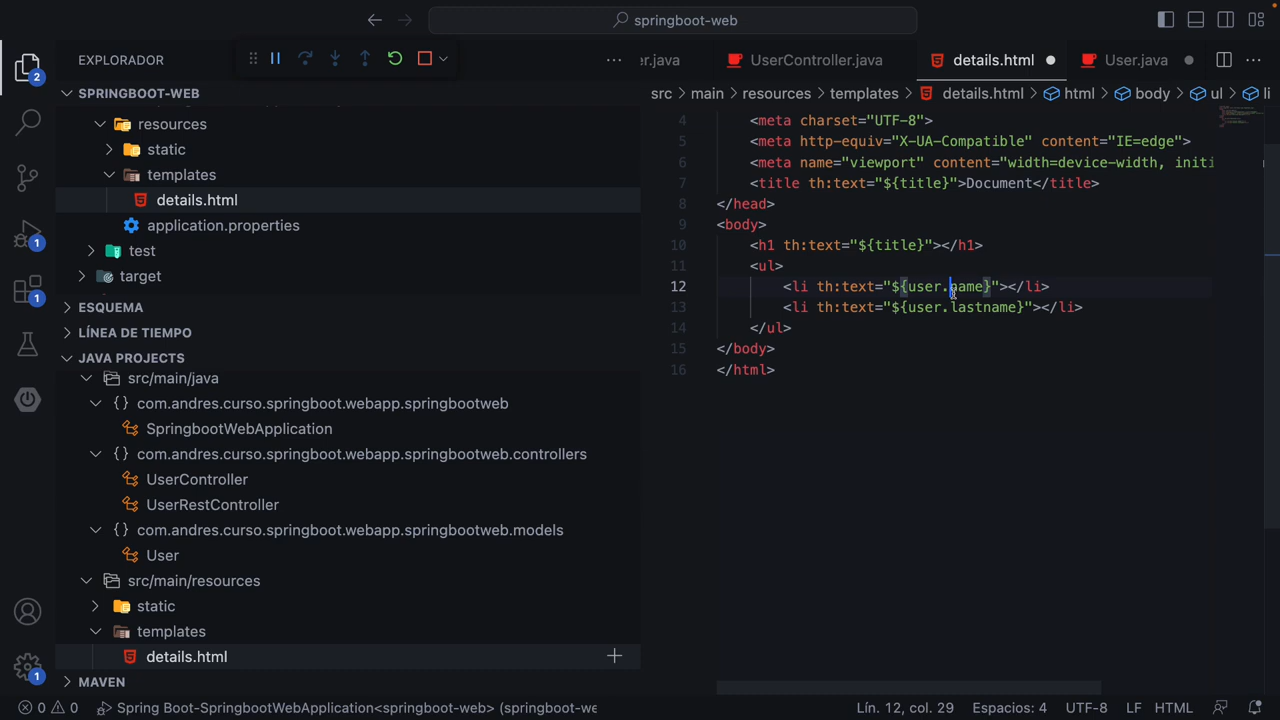 springboot-web
EXPLORADOR
er.java
UserController.java
details.html
User.java
2
SPRINGBOOT-WEB
src > main > resources > templates > details.html > html > body > ul > li
resources
static
templates
details.html
application.properties
test
target
1
1
ESQUEMA
LÍNEA DE TIEMPO
JAVA PROJECTS
src/main/java
{} com.andres.curso.springboot.webapp.springbootweb
SpringbootWebApplication
{} com.andres.curso.springboot.webapp.springbootweb.controllers
UserController
UserRestController
{} com.andres.curso.springboot.webapp.springbootweb.models
User
src/main/resources
static
templates
details.html
MAVEN
1
4 <meta charset="UTF-8">
5 <meta http-equiv="X-UA-Compatible" content="IE=edge">
6 <meta name="viewport" content="width=device-width, initi
7 <title th:text="${title}">Document</title>
8 </head>
9 <body>
10 <h1 th:text="${title}"></h1>
11 <ul>
12 <li th:text="${user.name}"></li>
13 <li th:text="${user.lastname}"></li>
14 </ul>
15 </body>
16 </html>
0 0 Spring Boot-SpringbootWebApplication<springboot-web> (springboot-we
Lín. 12, col. 29 Espacios: 4 UTF-8 LF HTML